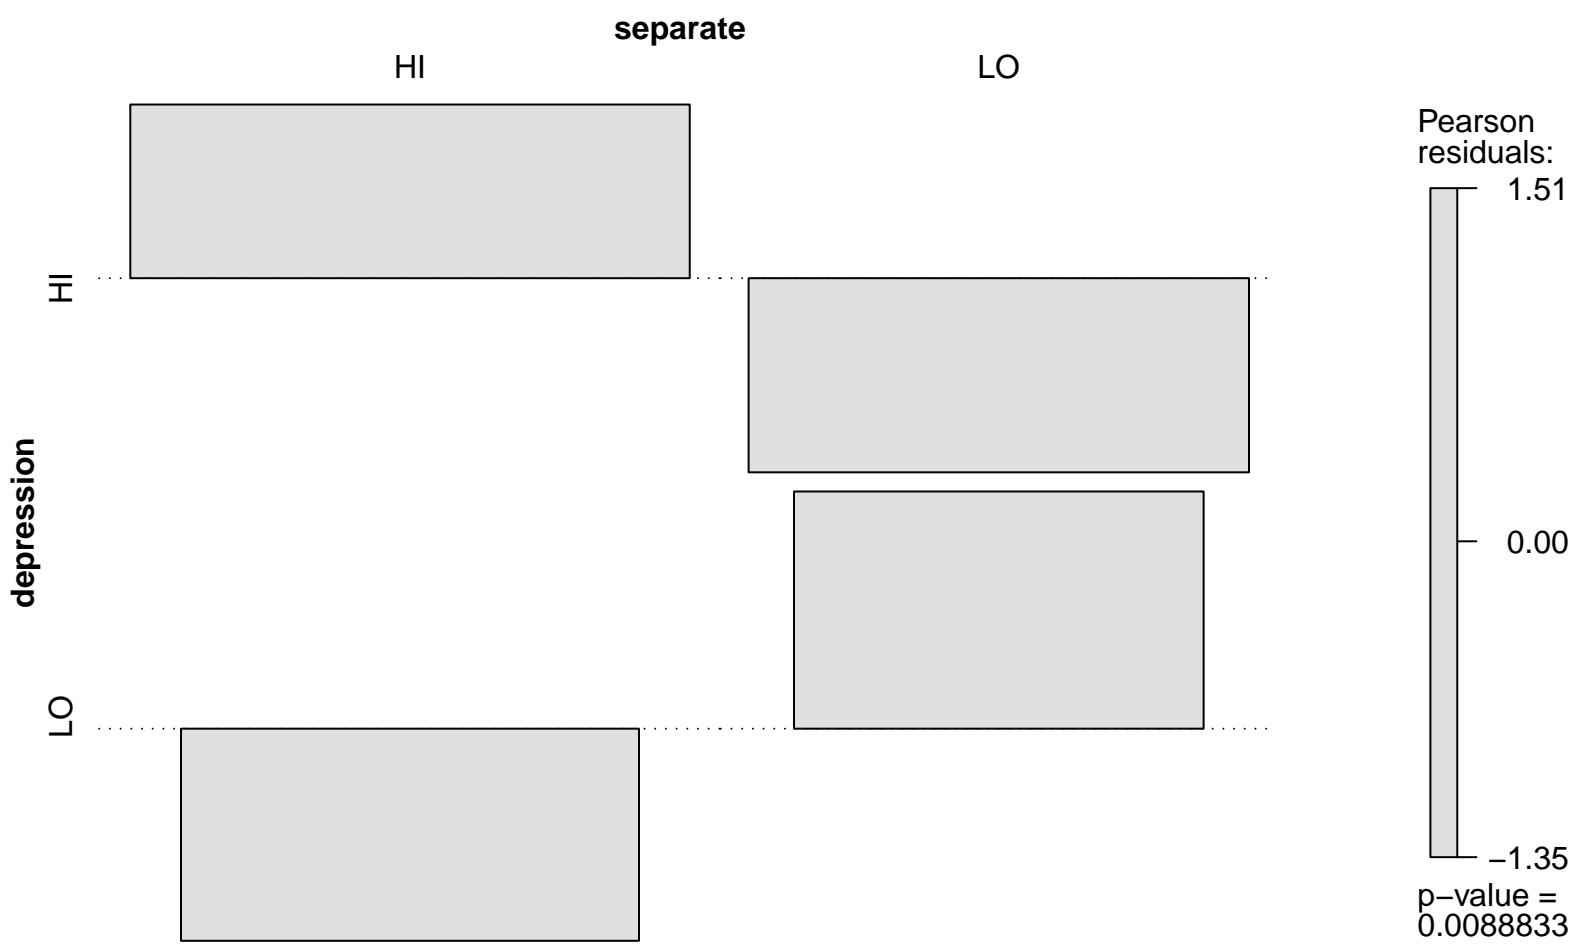 separate
HI
LO
HI
depression
LO
Pearson
residuals:
1.51
0.00
−1.35
p−value =
0.0088833